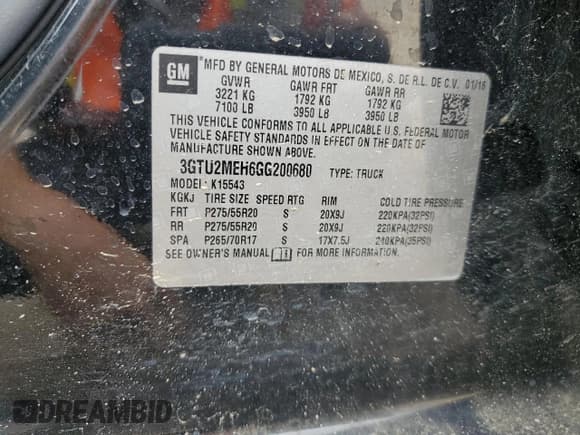 GM
MFD BY GENERAL MOTORS DE MEXICO, S. DE R.L. DE C.V. 01/16
GVWR GAWR FRT GAWR RR
3221 KG 1792 KG 1792 KG
7100 LB 3950 LB 3950 LB
THIS VEHICLE CONFORMS TO ALL APPLICABLE U.S. FEDERAL MOTOR
VEHICLE SAFETY STANDARDS IN EFFECT ON THE DATE OF
MANUFACTURE SHOWN ABOVE.
3GTU2MEH6GG200680 TYPE: TRUCK
MODEL: K15543
KGKJ TIRE SIZE SPEED RTG RIM COLD TIRE PRESSURE
FRT P275/55R20 S 20X9J 220KPA(32PSI)
RR P275/55R20 S 20X9J 220KPA(32PSI)
SPA P265/70R17 S 17X7.5J 240KPA(35PSI)
SEE OWNER'S MANUAL FOR MORE INFORMATION.
DREAMBID